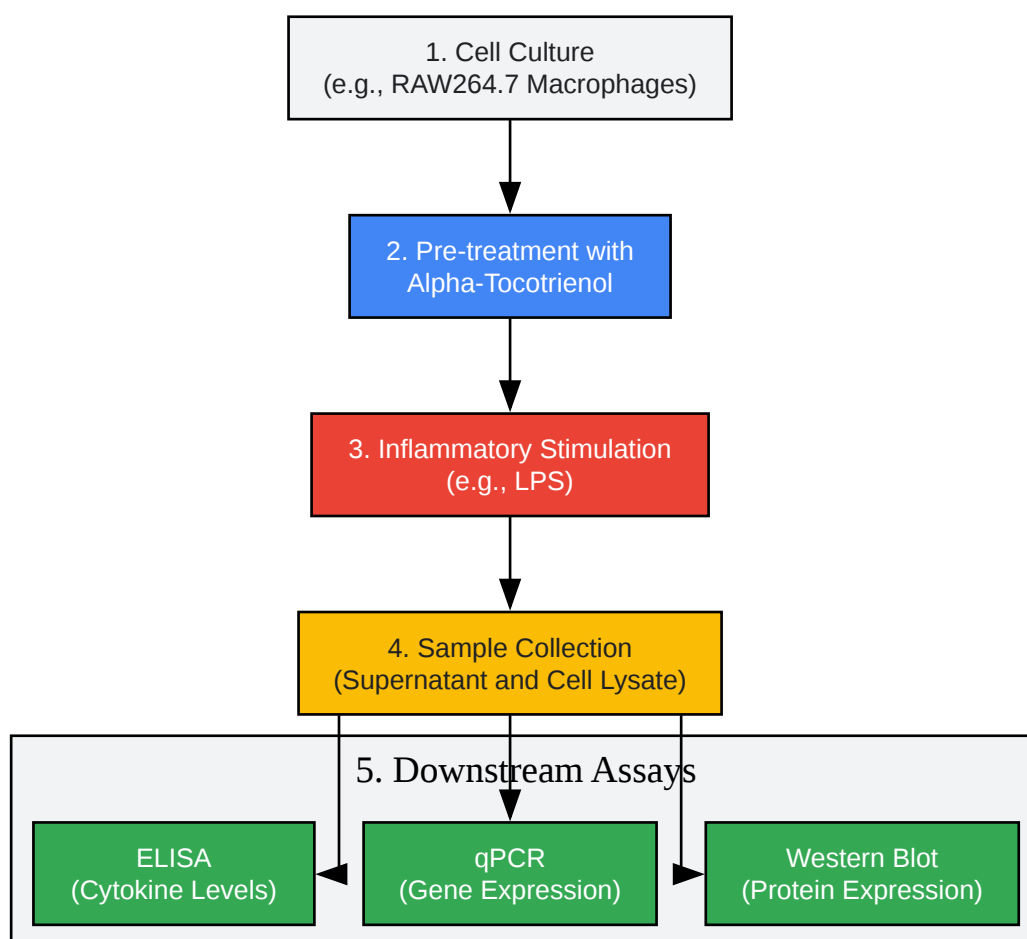 1. Cell Culture
(e.g., RAW264.7 Macrophages)
2. Pre-treatment with
Alpha-Tocotrienol
3. Inflammatory Stimulation
(e.g., LPS)
4. Sample Collection
(Supernatant and Cell Lysate)
5. Downstream Assays
ELISA
(Cytokine Levels)
qPCR
(Gene Expression)
Western Blot
(Protein Expression)